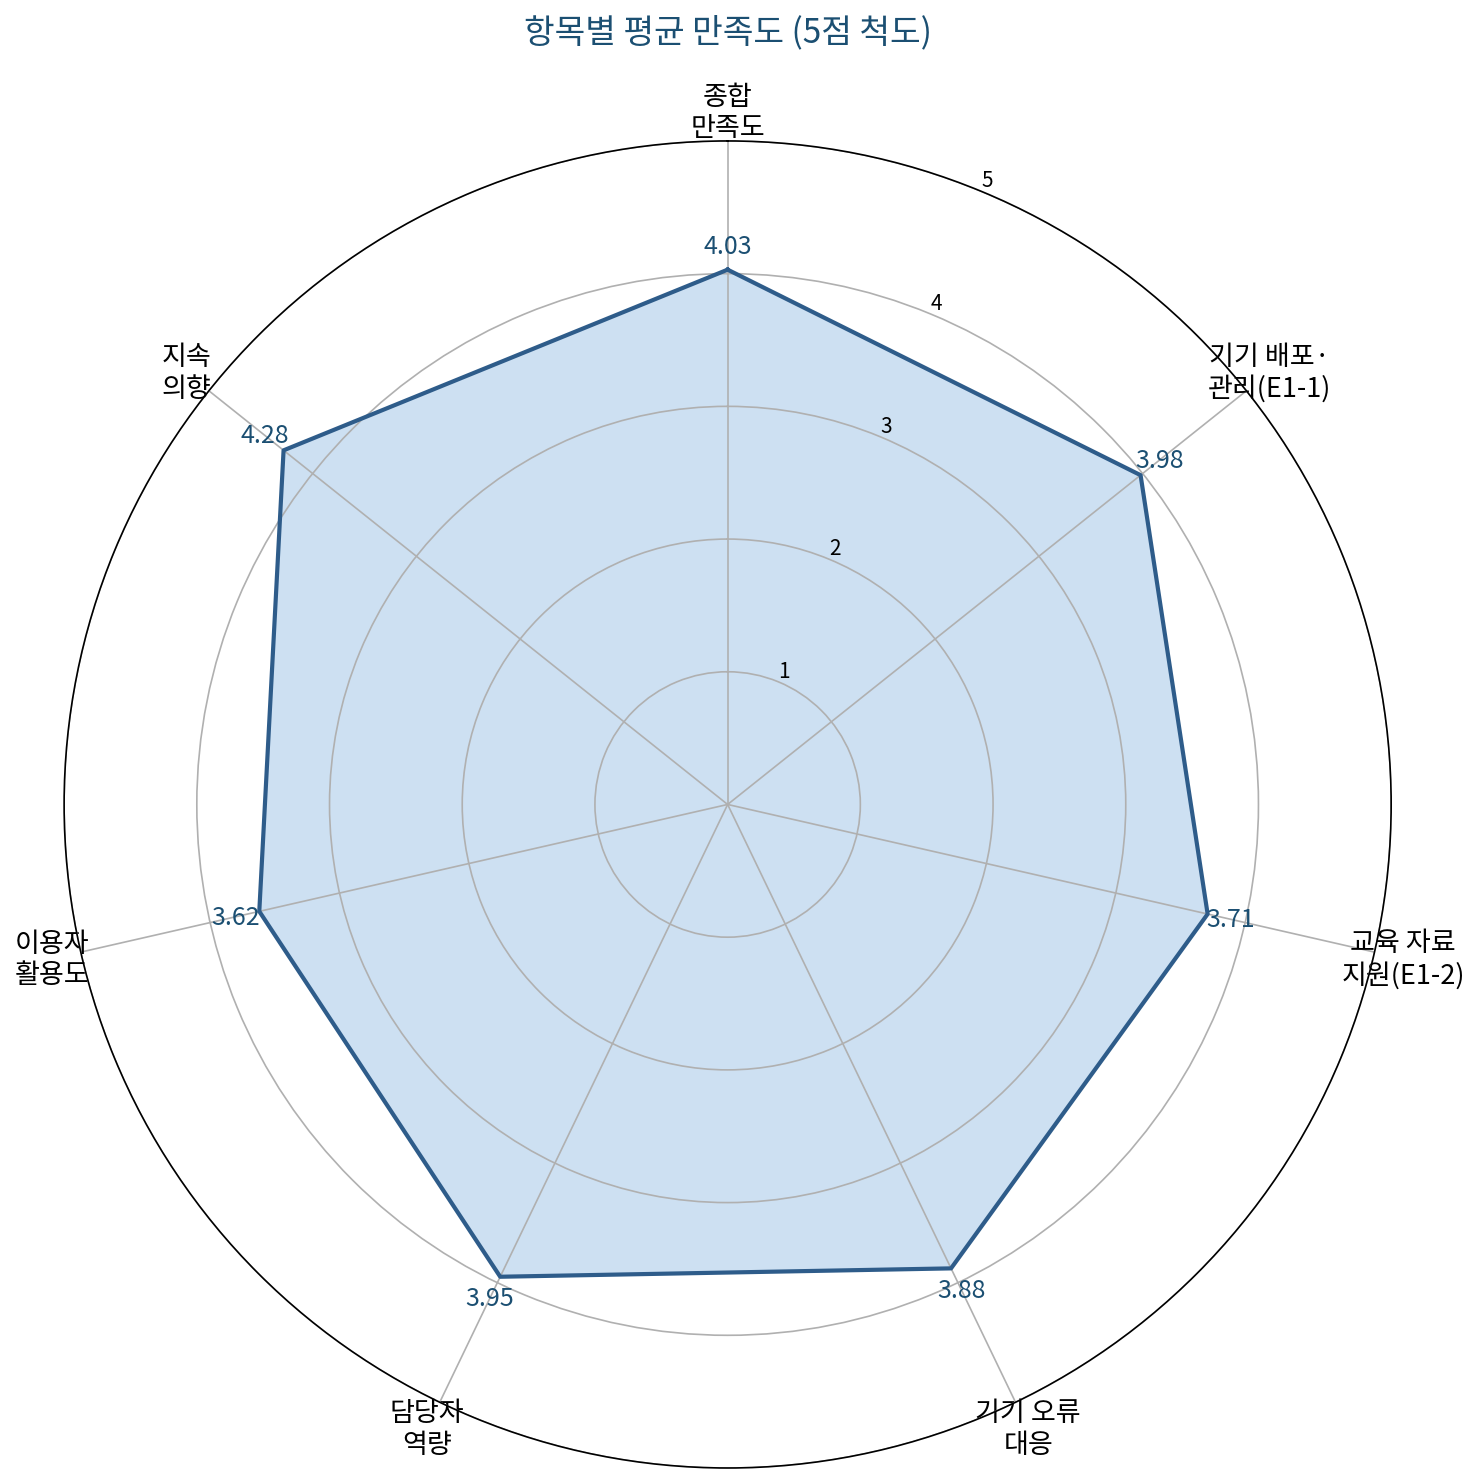 항목별 평균 만족도 (5점 척도)
종합
만족도
5
4.03
4
지속
의향
기기 배포·
관리(E1-1)
4.28
3
3.98
2
1
3.62
3.71
이용자
활용도
교육 자료
지원(E1-2)
3.95
3.88
담당자
역량
기기 오류
대응